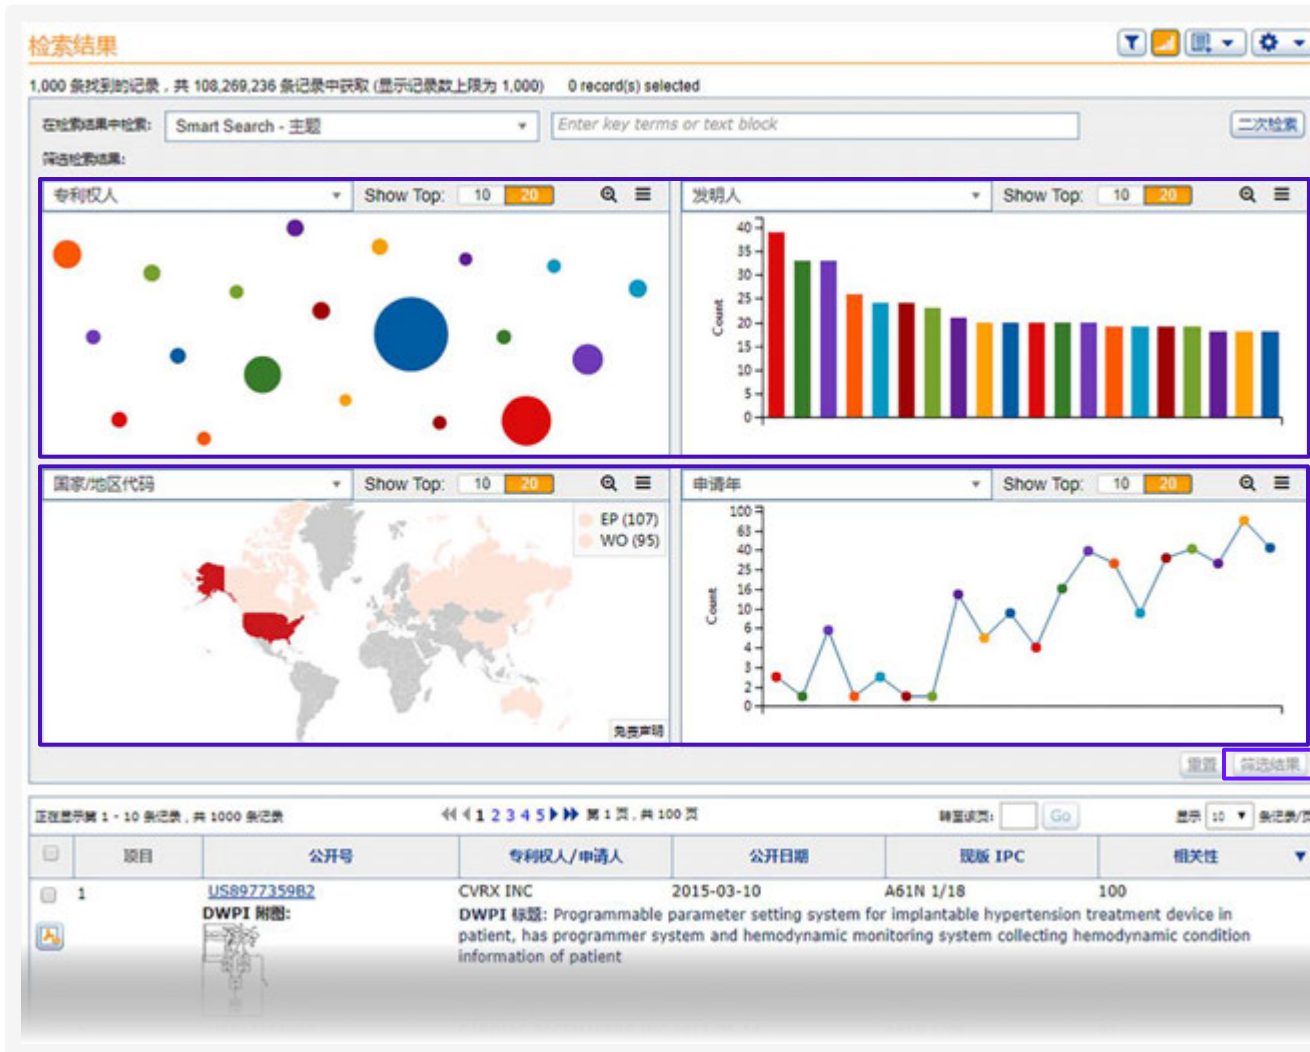 检索结果
1,000 条找到的记录，共 108,269,236 条记录中获取 (显示记录数上限为 1,000) 0 record(s) selected
在检索结果中检索: Smart Search - 主题 Enter key terms or text block 二次检索
筛选检索结果:
专利权人 Show Top: 10 20 发明人 Show Top: 10 20
40
35
30
25
20
15
10
5
0
Count
国家/地区代码 Show Top: 10 20 申请年 Show Top: 10 20
EP (107)
WO (95)
免责声明
100
63
40
25
16
10
6
4
3
2
0
Count
重置 筛选结果
正在显示第 1 - 10 条记录，共 1000 条记录 1 2 3 4 5 第 1 页，共 100 页 转至该页: Go 显示 10 条记录/页
项目 公开号 专利权人/申请人 公开日期 现版 IPC 相关性
1 US8977359B2 CVRX INC 2015-03-10 A61N 1/18 100
DWPI 附图: DWPI 标题: Programmable parameter setting system for implantable hypertension treatment device in
patient, has programmer system and hemodynamic monitoring system collecting hemodynamic condition
information of patient